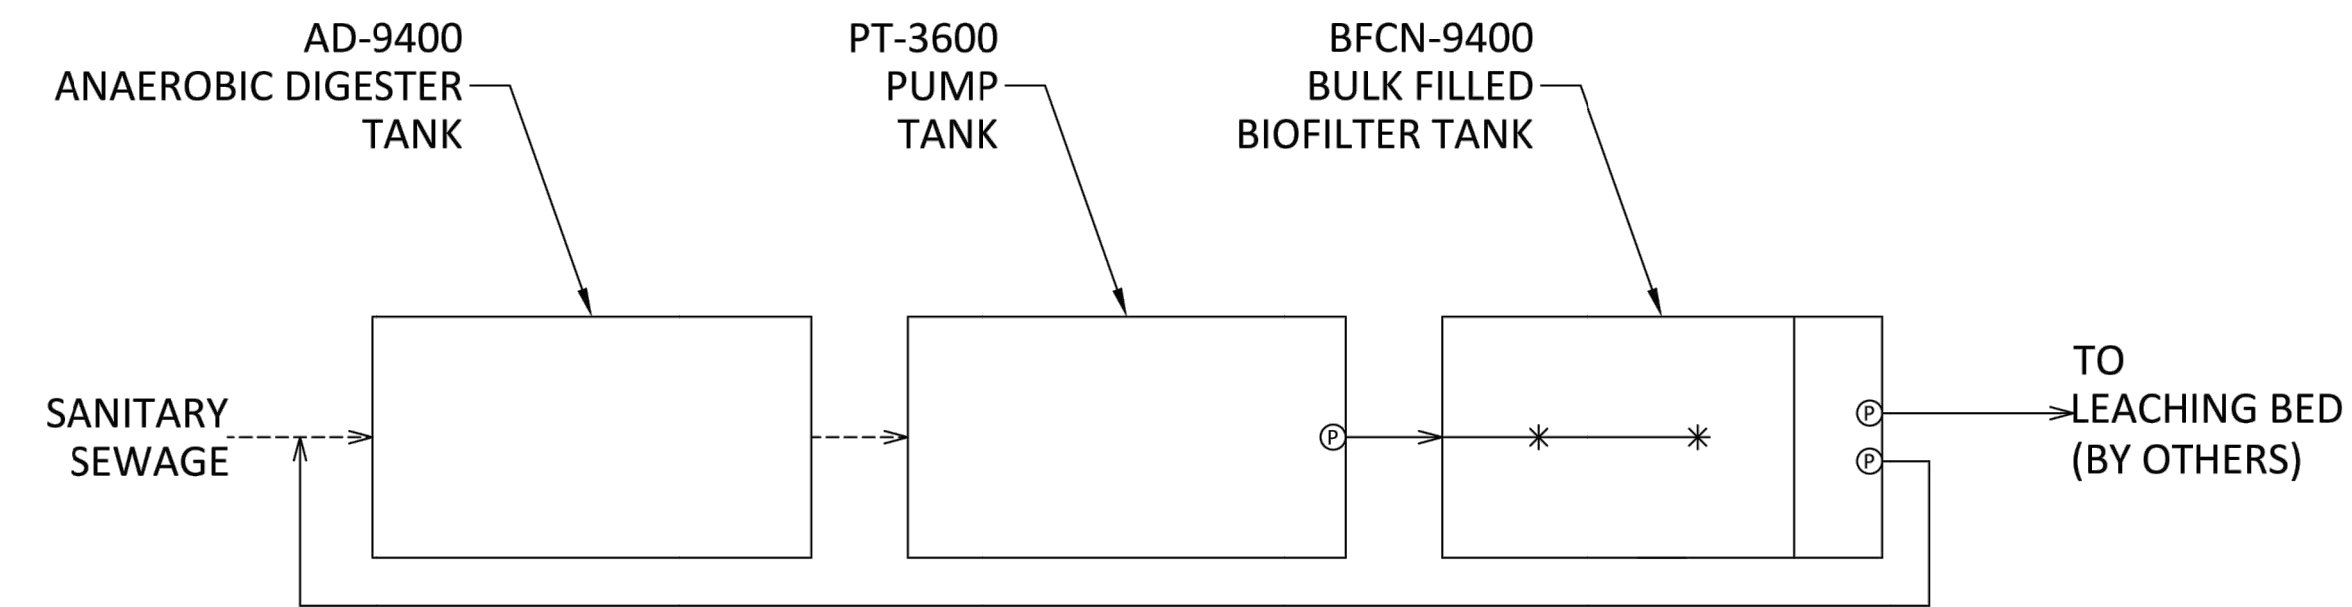 AD-9400
ANAEROBIC DIGESTER
TANK
PT-3600
PUMP
TANK
BFCN-9400
BULK FILLED
BIOFILTER TANK
SANITARY
SEWAGE
P
P
P
TO
LEACHING BED
(BY OTHERS)